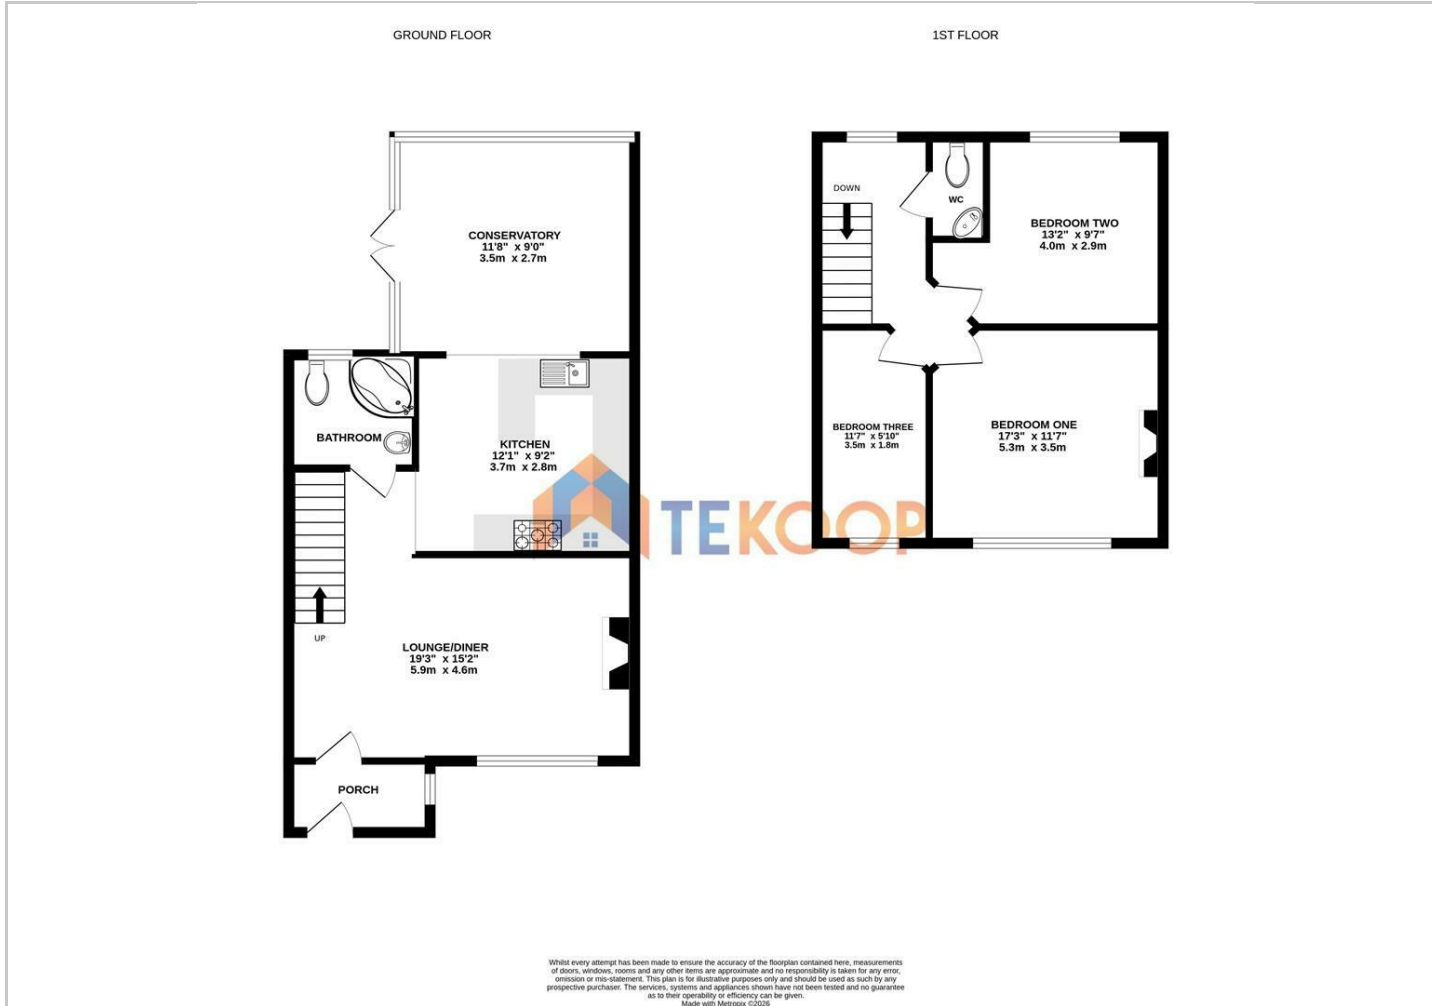 GROUND FLOOR
1ST FLOOR
CONSERVATORY
11'8" x 9'0"
3.5m x 2.7m
BATHROOM
KITCHEN
12'1" x 9'2"
3.7m x 2.8m
UP
LOUNGE/DINER
19'3" x 15'2"
5.9m x 4.6m
PORCH
DOWN
WC
BEDROOM TWO
13'2" x 9'7"
4.0m x 2.9m
BEDROOM THREE
11'7" x 5'10"
3.5m x 1.8m
BEDROOM ONE
17'3" x 11'7"
5.3m x 3.5m
TEKOOP
Whilst every attempt has been made to ensure the accuracy of the floorplan contained here, measurements
of doors, windows, rooms and any other items are approximate and no responsibility is taken for any error,
omission or mis-statement. This plan is for illustrative purposes only and should be used as such by any
prospective purchaser. The services, systems and appliances shown have not been tested and no guarantee
as to their operability or efficiency can be given.
Made with Metropix ©2026